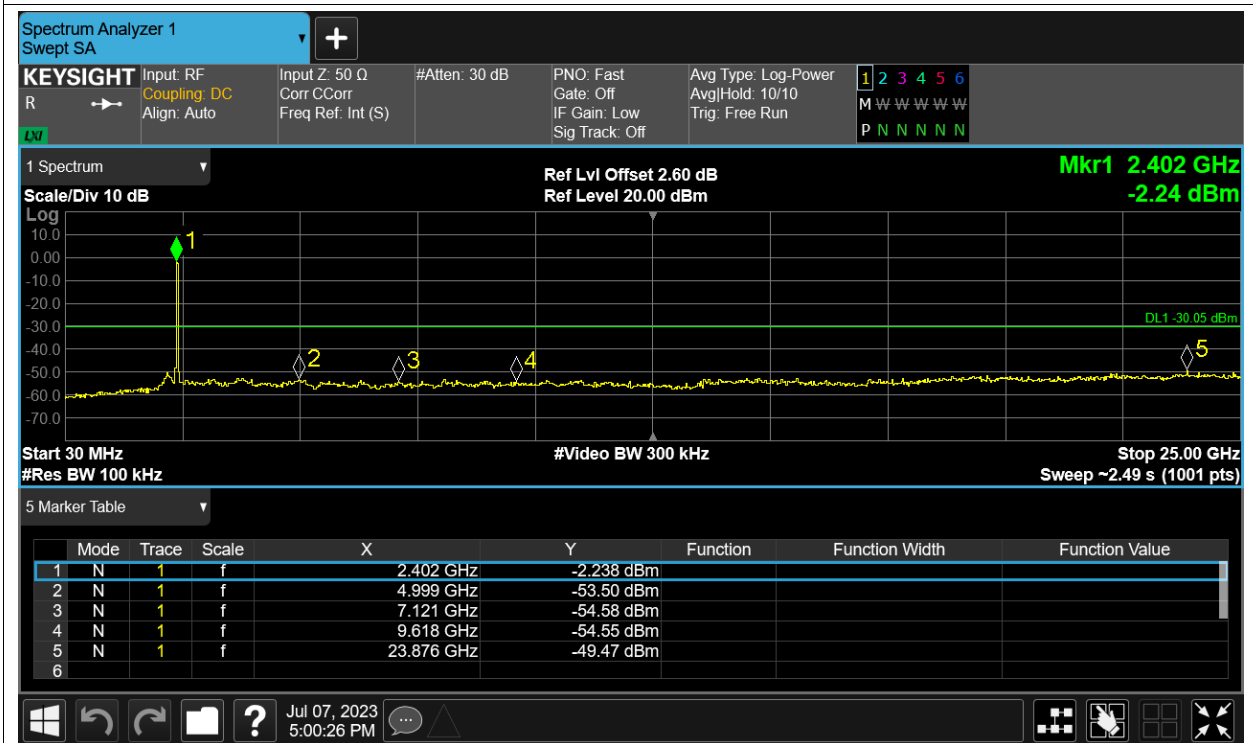 Spectrum Analyzer 1
Swept SA
+
KEYSIGHT
R
LXI
Input: RF
Coupling: DC
Align: Auto
Input Z: 50 Ω
Corr CCorr
Freq Ref: Int (S)
#Atten: 30 dB
PNO: Fast
Gate: Off
IF Gain: Low
Sig Track: Off
Avg Type: Log-Power
Avg|Hold: 10/10
Trig: Free Run
1 2 3 4 5 6
M W W W W W
P N N N N N
1 Spectrum
Scale/Div 10 dB
Ref Lvl Offset 2.60 dB
Ref Level 20.00 dBm
Mkr1 2.402 GHz
-2.24 dBm
Log
10.0
0.00
-10.0
-20.0
-30.0
-40.0
-50.0
-60.0
-70.0
1
DL1 -30.05 dBm
2
3
4
5
Start 30 MHz
#Video BW 300 kHz
Stop 25.00 GHz
#Res BW 100 kHz
Sweep ~2.49 s (1001 pts)
5 Marker Table
Mode Trace Scale X Y Function Function Width Function Value
1 N 1 f 2.402 GHz -2.238 dBm
2 N 1 f 4.999 GHz -53.50 dBm
3 N 1 f 7.121 GHz -54.58 dBm
4 N 1 f 9.618 GHz -54.55 dBm
5 N 1 f 23.876 GHz -49.47 dBm
6
?
Jul 07, 2023
5:00:26 PM